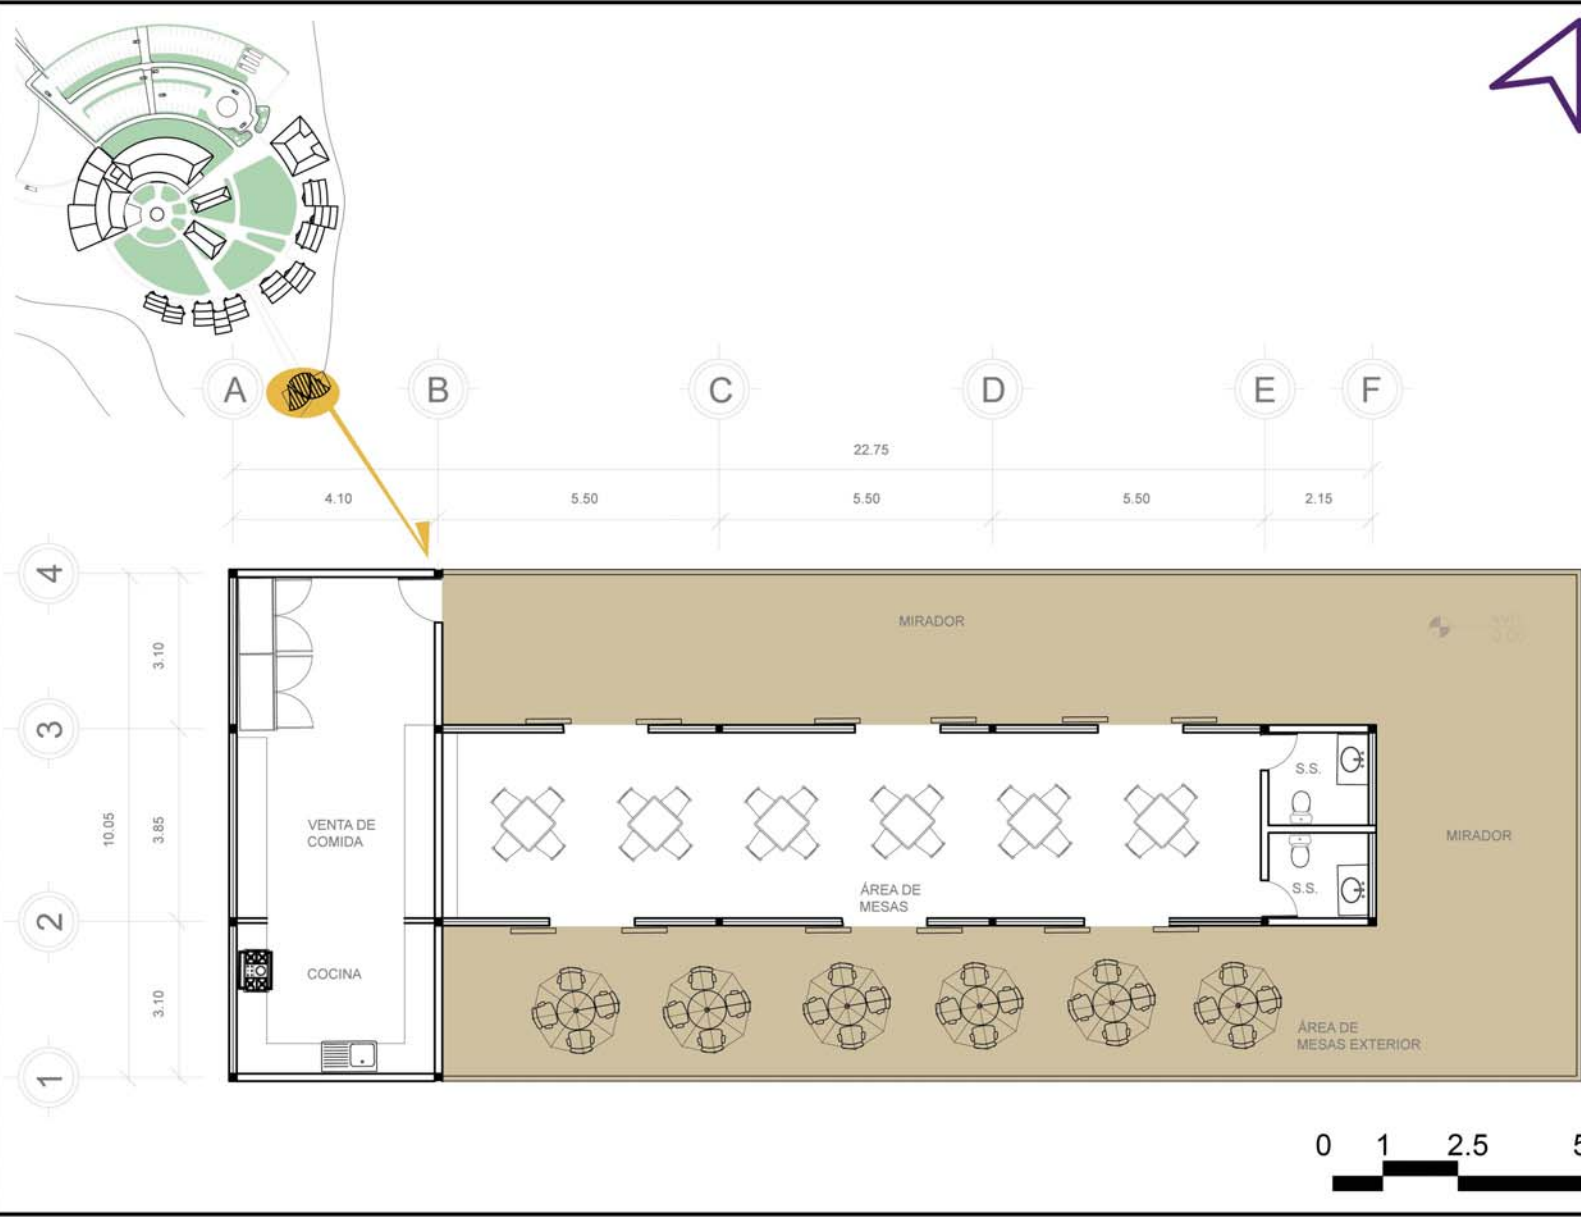 A
B
C
D
E
F
22.75
4.10
5.50
5.50
5.50
2.15
4
3
2
1
3.10
10.05
3.85
3.10
MIRADOR
VENTA DE
COMIDA
S.S.
MIRADOR
ÁREA DE
MESAS
S.S.
COCINA
ÁREA DE
MESAS EXTERIOR
0 1 2.5 5